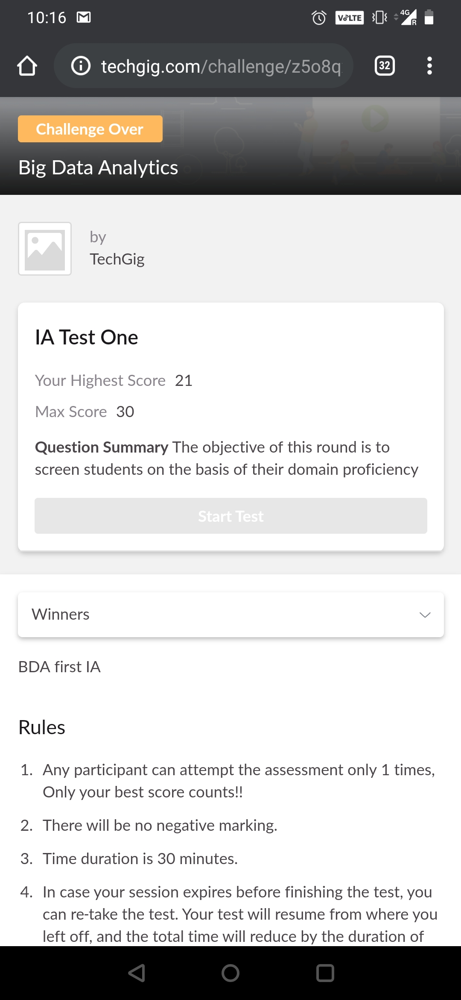 10:16
VoLTE
4G
R
techgig.com/challenge/z5o8q
32
Challenge Over
Big Data Analytics
by
TechGig
IA Test One
Your Highest Score 21
Max Score 30
Question Summary The objective of this round is to
screen students on the basis of their domain proficiency
Start Test
Winners
BDA first IA
Rules
1. Any participant can attempt the assessment only 1 times,
Only your best score counts!!
2. There will be no negative marking.
3. Time duration is 30 minutes.
4. In case your session expires before finishing the test, you
can re-take the test. Your test will resume from where you
left off, and the total time will reduce by the duration of